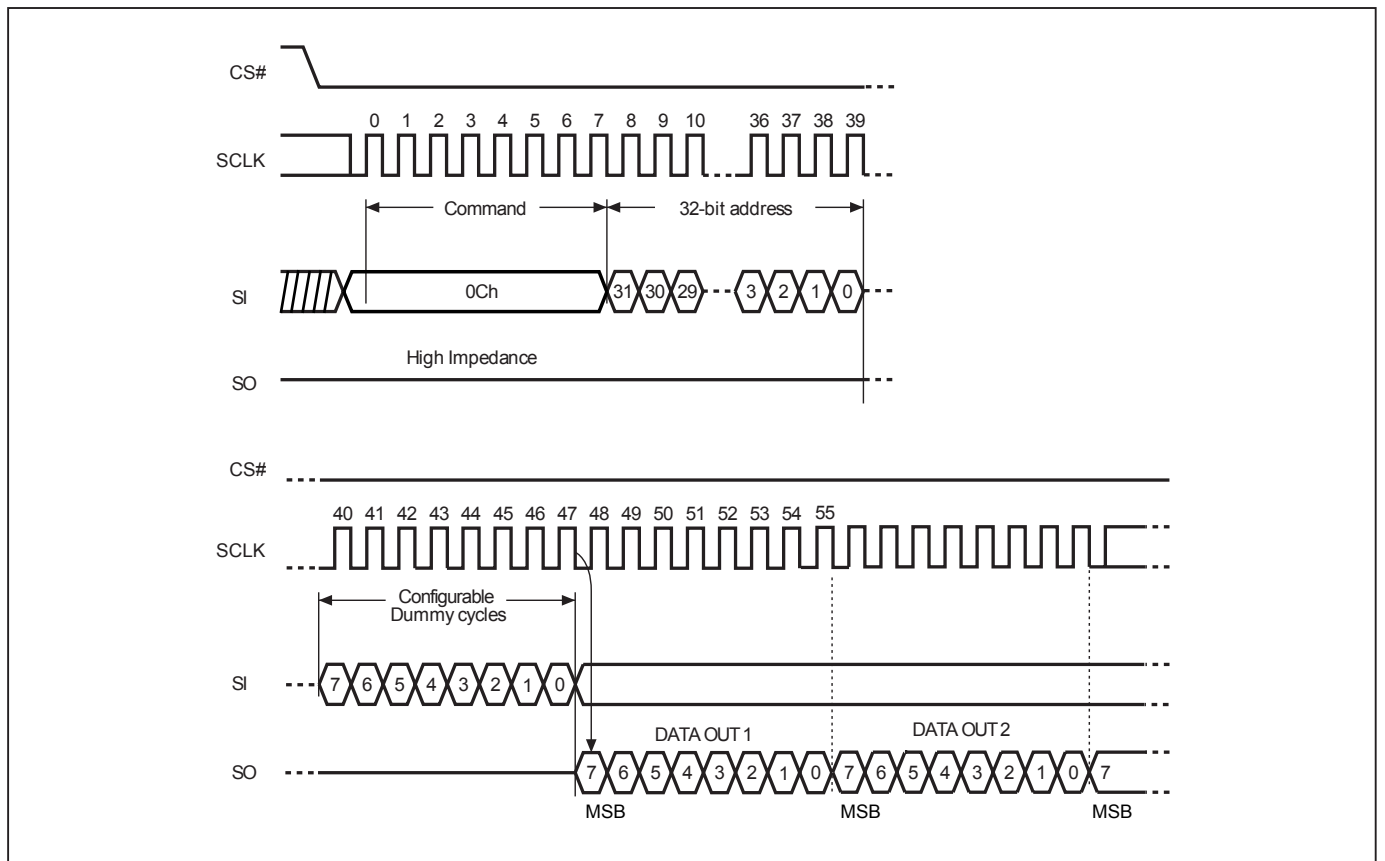 CS#
0 1 2 3 4 5 6 7 8 9 10 36 37 38 39
SCLK
Command 32-bit address
SI 0Ch 31 30 29 3 2 1 0
High Impedance
SO
CS#
40 41 42 43 44 45 46 47 48 49 50 51 52 53 54 55
SCLK
Configurable
Dummy cycles
SI 7 6 5 4 3 2 1 0
DATA OUT 1 DATA OUT 2
SO 7 6 5 4 3 2 1 0 7 6 5 4 3 2 1 0 7
MSB MSB MSB